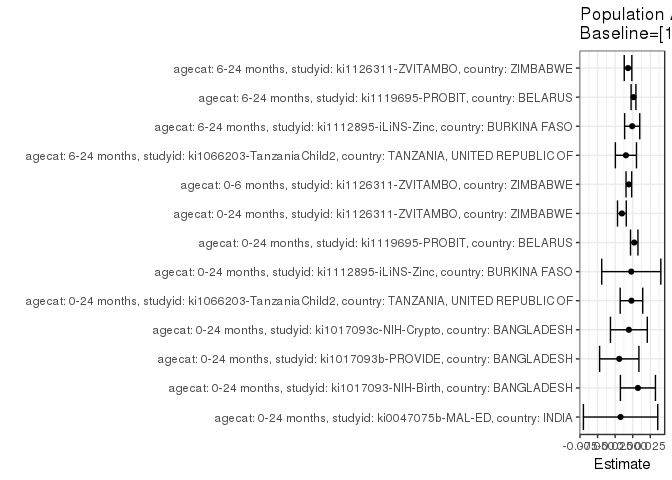 Population
Baseline=[1
agecat: 6-24 months, studyid: ki1126311-ZVITAMBO, country: ZIMBABWE
agecat: 6-24 months, studyid: ki1119695-PROBIT, country: BELARUS
agecat: 6-24 months, studyid: ki1112895-iLiNS-Zinc, country: BURKINA FASO
agecat: 6-24 months, studyid: ki1066203-TanzaniaChild2, country: TANZANIA, UNITED REPUBLIC OF
agecat: 0-6 months, studyid: ki1126311-ZVITAMBO, country: ZIMBABWE
agecat: 0-24 months, studyid: ki1126311-ZVITAMBO, country: ZIMBABWE
agecat: 0-24 months, studyid: ki1119695-PROBIT, country: BELARUS
agecat: 0-24 months, studyid: ki1112895-iLiNS-Zinc, country: BURKINA FASO
agecat: 0-24 months, studyid: ki1066203-TanzaniaChild2, country: TANZANIA, UNITED REPUBLIC OF
agecat: 0-24 months, studyid: ki1017093c-NIH-Crypto, country: BANGLADESH
agecat: 0-24 months, studyid: ki1017093b-PROVIDE, country: BANGLADESH
agecat: 0-24 months, studyid: ki1017093-NIH-Birth, country: BANGLADESH
agecat: 0-24 months, studyid: ki0047075b-MAL-ED, country: INDIA
Estimate